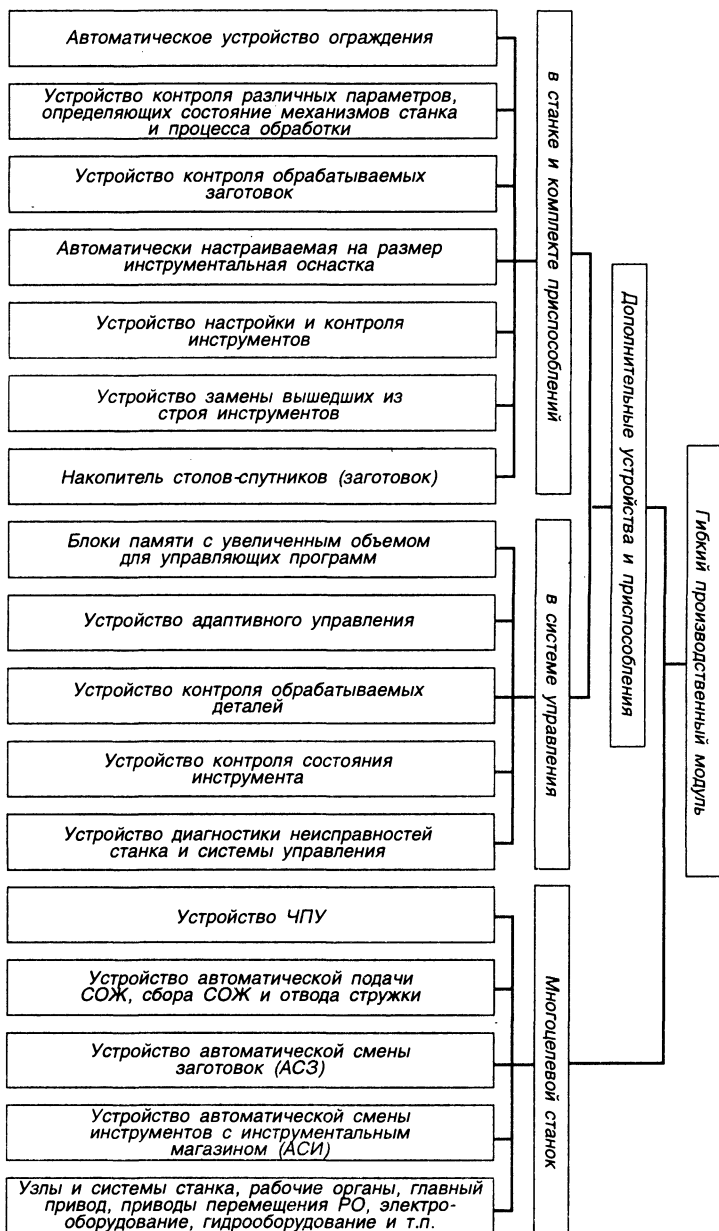 Автоматическое устройство ограждения
Устройство контроля различных параметров,
определяющих состояние механизмов станка
и процесса обработки
Устройство контроля обрабатываемых
заготовок
Автоматически настраиваемая на размер
инструментальная оснастка
Устройство настройки и контроля
инструментов
Устройство замены вышедших из
строя инструментов
Накопитель столов-спутников (заготовок)
в станке и комплекте приспособлений
Блоки памяти с увеличенным объемом
для управляющих программ
Устройство адаптивного управления
Устройство контроля обрабатываемых
деталей
Устройство контроля состояния
инструмента
Устройство диагностики неисправностей
станка и системы управления
в системе управления
Дополнительные устройства и приспособления
Устройство ЧПУ
Устройство автоматической подачи
СОЖ, сбора СОЖ и отвода стружки
Устройство автоматической смены
заготовок (АСЗ)
Устройство автоматической смены
инструментов с инструментальным
магазином (АСИ)
Узлы и системы станка, рабочие органы, главный
привод, приводы перемещения РО, электро-
оборудование, гидрооборудование и т.п.
Многоцелевой станок
Гибкий производственный модуль